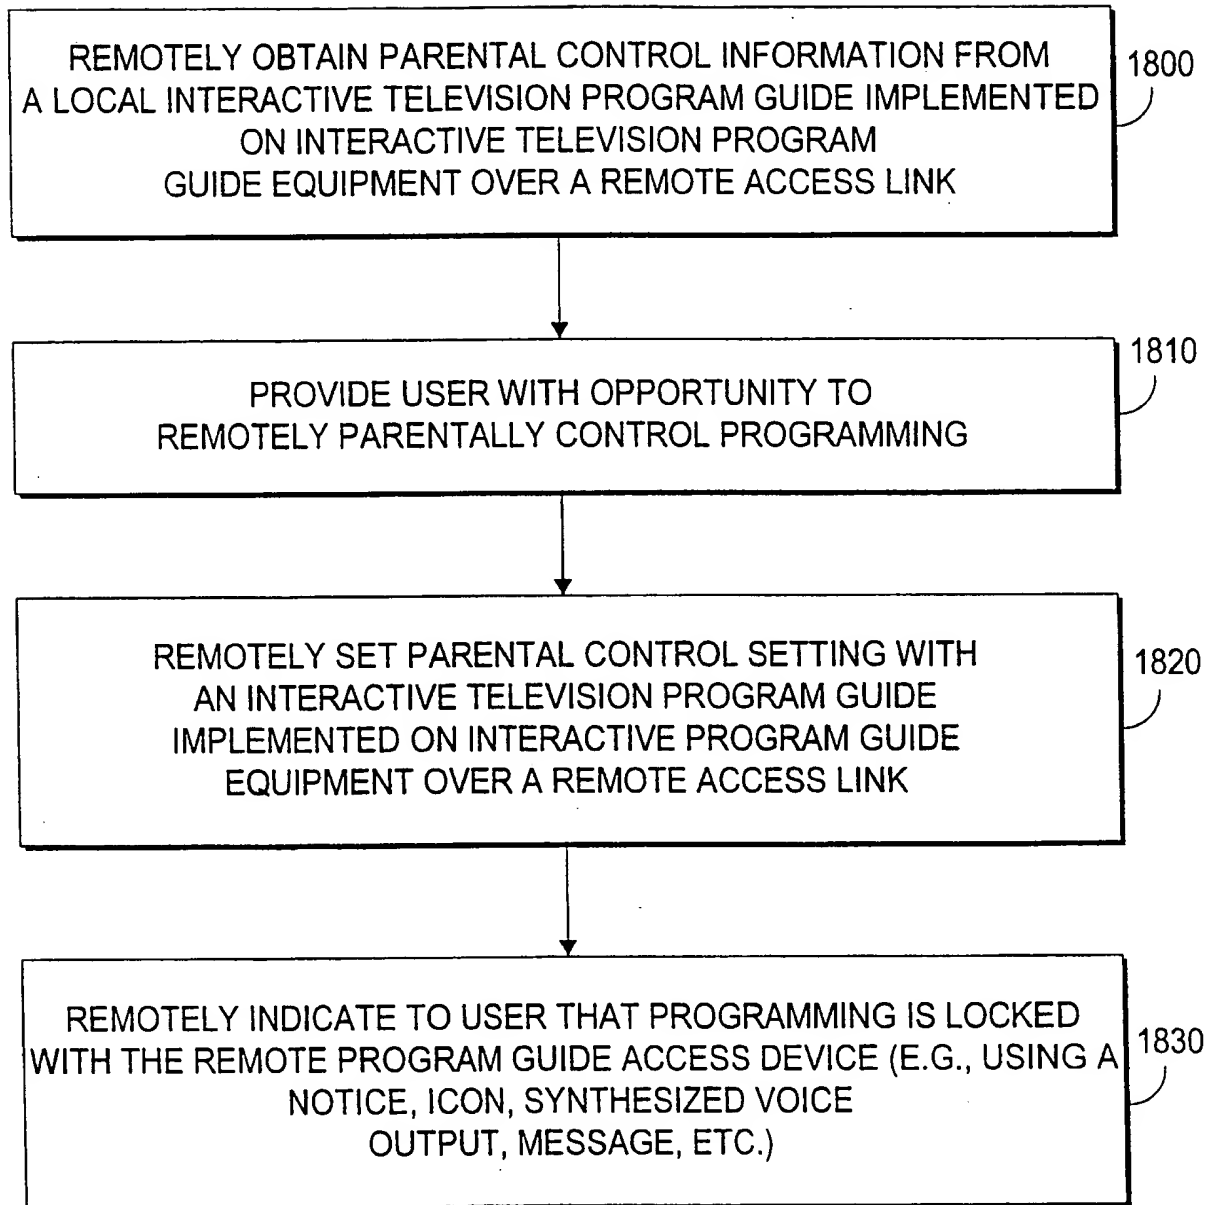 REMOTELY OBTAIN PARENTAL CONTROL INFORMATION FROM
A LOCAL INTERACTIVE TELEVISION PROGRAM GUIDE IMPLEMENTED
ON INTERACTIVE TELEVISION PROGRAM
GUIDE EQUIPMENT OVER A REMOTE ACCESS LINK
1800
PROVIDE USER WITH OPPORTUNITY TO
REMOTELY PARENTALLY CONTROL PROGRAMMING
1810
REMOTELY SET PARENTAL CONTROL SETTING WITH
AN INTERACTIVE TELEVISION PROGRAM GUIDE
IMPLEMENTED ON INTERACTIVE PROGRAM GUIDE
EQUIPMENT OVER A REMOTE ACCESS LINK
1820
REMOTELY INDICATE TO USER THAT PROGRAMMING IS LOCKED
WITH THE REMOTE PROGRAM GUIDE ACCESS DEVICE (E.G., USING A
NOTICE, ICON, SYNTHESIZED VOICE
OUTPUT, MESSAGE, ETC.)
1830